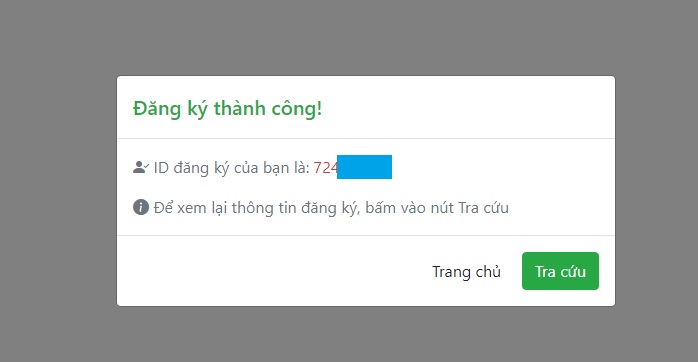 Đăng ký thành công!
ID đăng ký của bạn là: 724
Để xem lại thông tin đăng ký, bấm vào nút Tra cứu
Trang chủ
Tra cứu